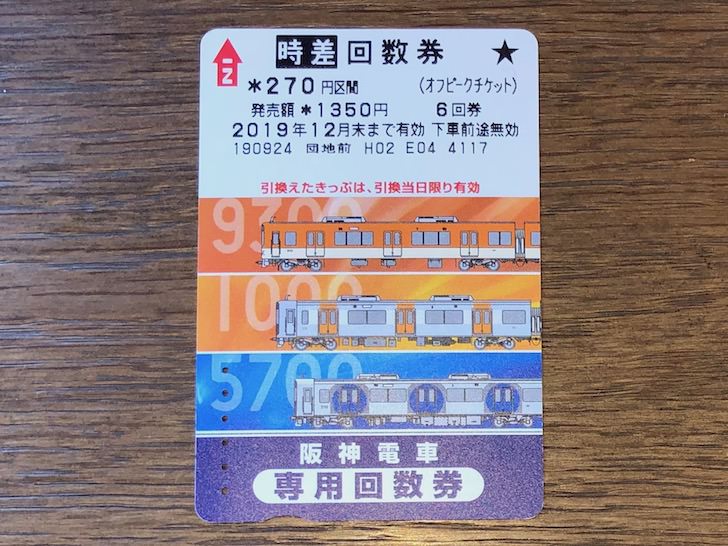 時差回数券 ★
*270円区間 (オフピークチケット)
発売額*1350円 6回券
2019年12月末まで有効 下車前途無効
190924 団地前 H02 E04 4117
引換えたきっぷは、引換当日限り有効
9300
1000
5700
阪神電車
専用回数券